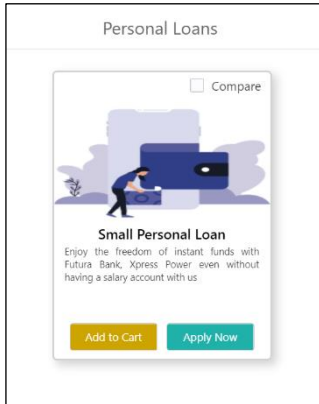 Personal Loans
Compare
Small Personal Loan
Enjoy the freedom of instant funds with
Futura Bank, Xpress Power even without
having a salary account with us
Add to Cart
Apply Now